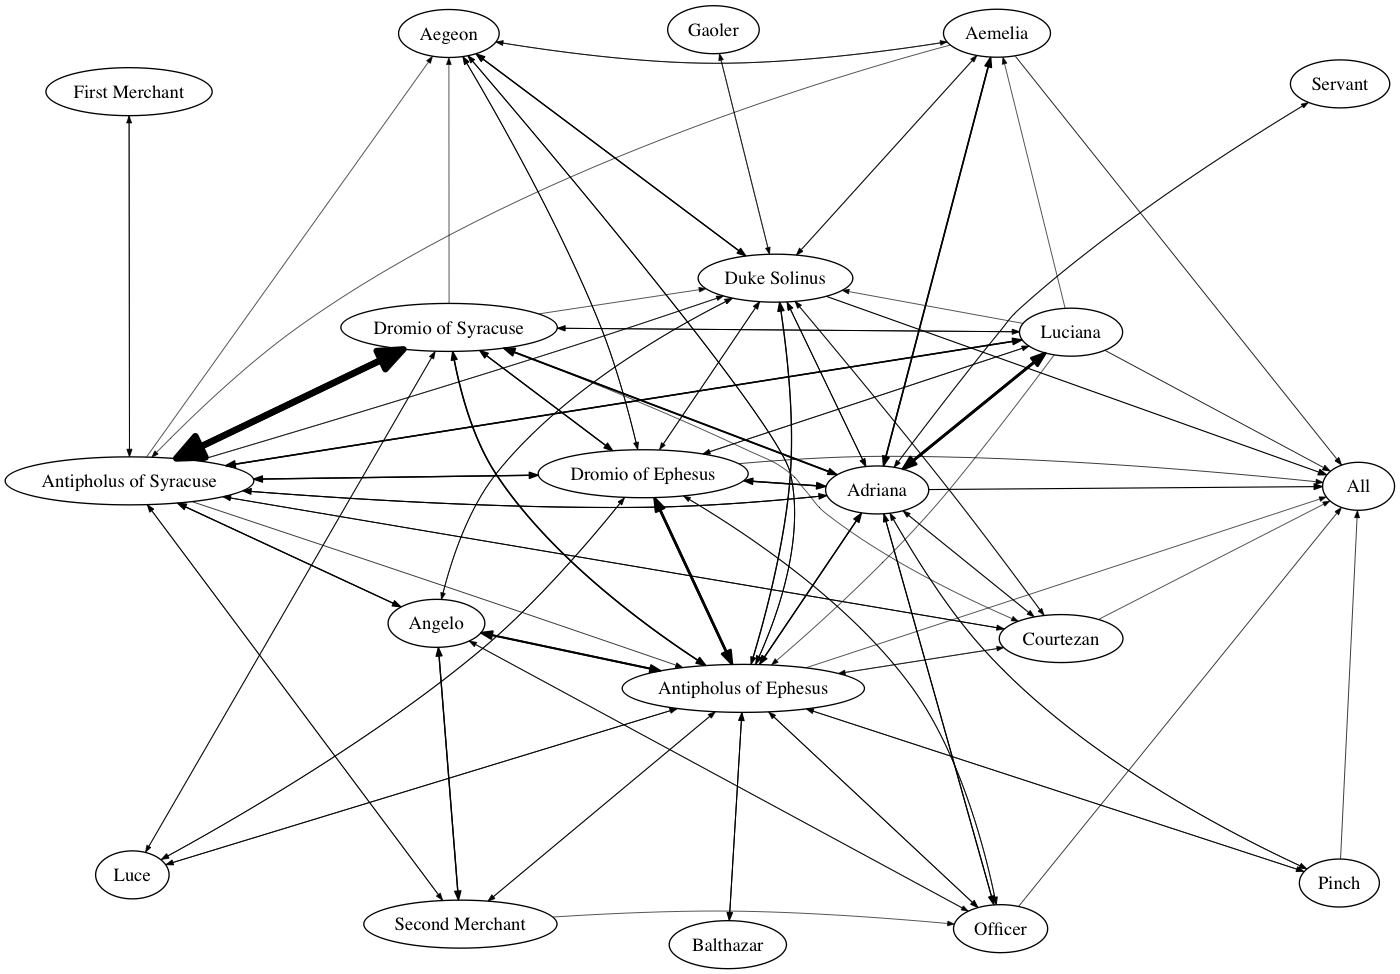 Aegeon
Gaoler
Aemelia
First Merchant
Servant
Duke Solinus
Dromio of Syracuse
Luciana
Antipholus of Syracuse
Dromio of Ephesus
Adriana
All
Angelo
Courtezan
Antipholus of Ephesus
Luce
Pinch
Second Merchant
Officer
Balthazar